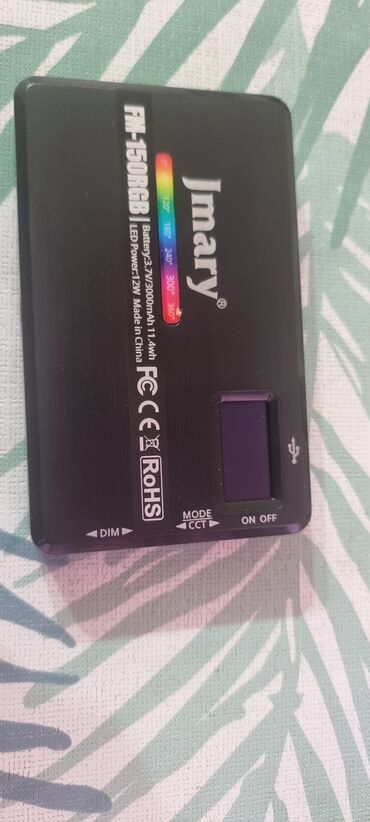 Jmary®
0° 60° 120° 180° 240° 300° 360°
FM-150RGB
Battery:3.7V/3000mAh 11.4wh
LED Power:12W Made in China
FC CE RoHS
◀DIM▶
MODE
◀CCT▶
ON OFF